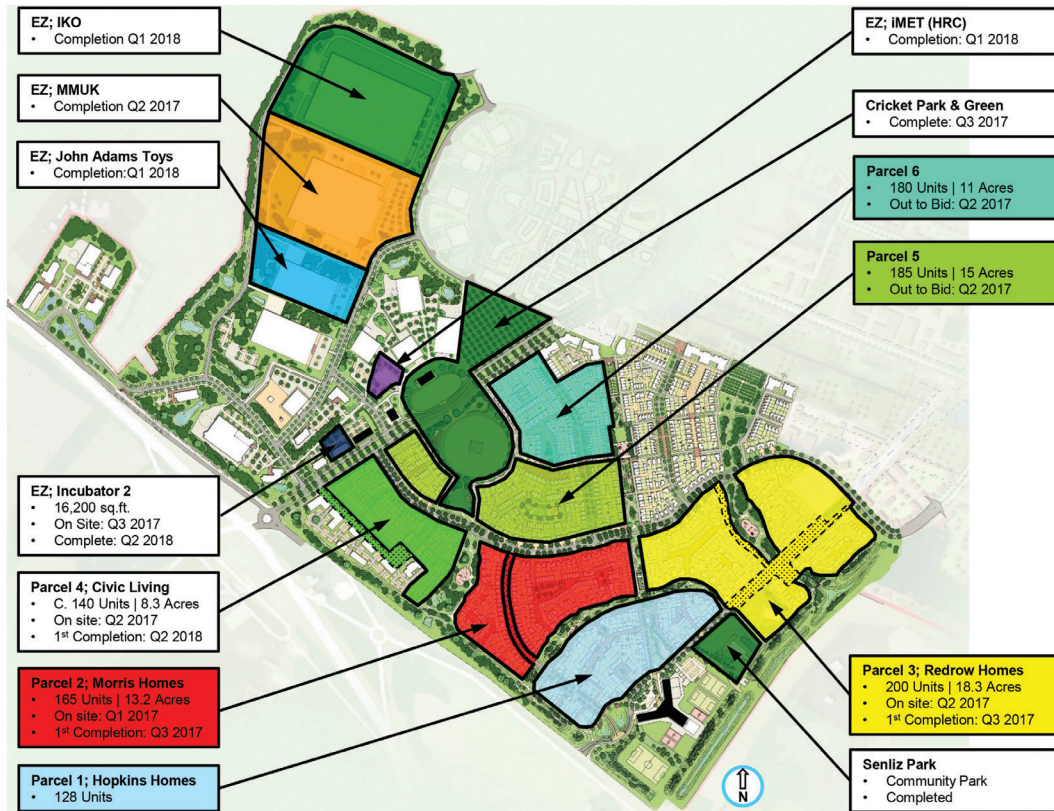 EZ; IKO
• Completion Q1 2018
EZ; MMUK
• Completion Q2 2017
EZ; John Adams Toys
• Completion:Q1 2018
EZ; Incubator 2
• 16,200 sq.ft.
• On Site: Q3 2017
• Complete: Q2 2018
Parcel 4; Civic Living
• C. 140 Units | 8.3 Acres
• On site: Q2 2017
• 1st Completion: Q2 2018
Parcel 2; Morris Homes
• 165 Units | 13.2 Acres
• On site: Q1 2017
• 1st Completion: Q3 2017
Parcel 1; Hopkins Homes
• 128 Units
EZ; iMET (HRC)
• Completion: Q1 2018
Cricket Park & Green
• Complete: Q3 2017
Parcel 6
• 180 Units | 11 Acres
• Out to Bid: Q2 2017
Parcel 5
• 185 Units | 15 Acres
• Out to Bid: Q2 2017
Parcel 3; Redrow Homes
• 200 Units | 18.3 Acres
• On site: Q2 2017
• 1st Completion: Q3 2017
Senliz Park
• Community Park
• Completed
N